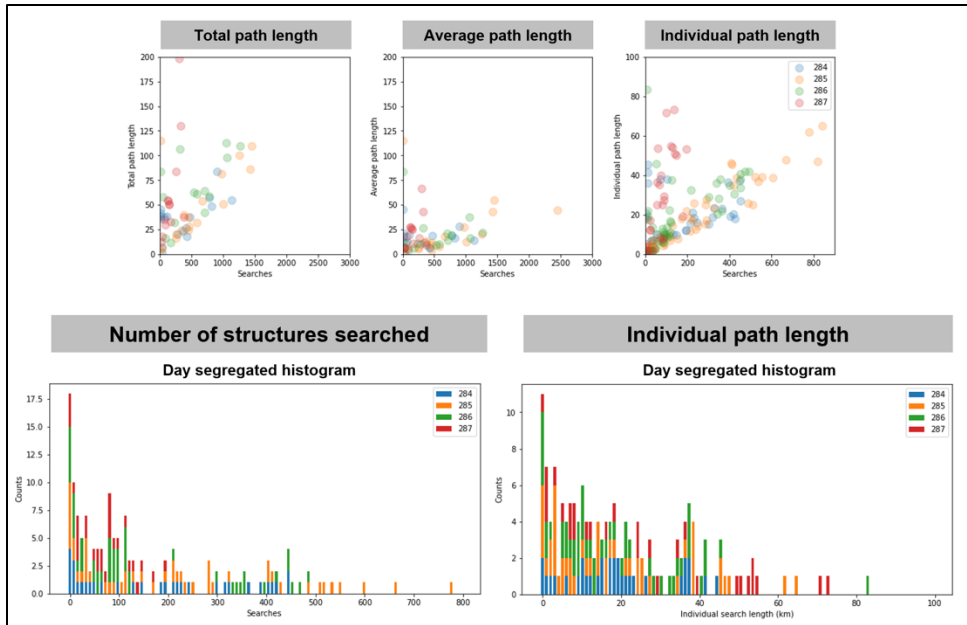 Total path length
Average path length
Individual path length
200
175
150
125
100
75
50
25
0
Total path length
0 500 1000 1500 2000 2500 3000
Searches
200
175
150
125
100
75
50
25
0
Average path length
0 500 1000 1500 2000 2500 3000
Searches
100
80
60
40
20
0
Individual path length
0 200 400 600 800
Searches
284
285
286
287
Number of structures searched
Individual path length
Day segregated histogram
17.5
15.0
12.5
10.0
7.5
5.0
2.5
0.0
Counts
0 100 200 300 400 500 600 700 800
Searches
284
285
286
287
Day segregated histogram
10
8
6
4
2
0
Counts
0 20 40 60 80 100
Individual search length (km)
284
285
286
287